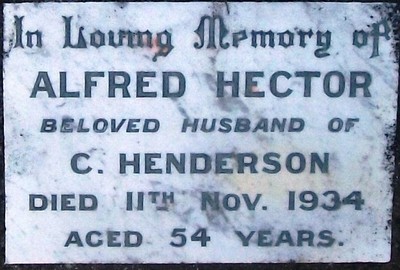 In Loving Memory of
ALFRED HECTOR
BELOVED HUSBAND OF
C. HENDERSON
DIED 11TH NOV. 1934
AGED 54 YEARS.